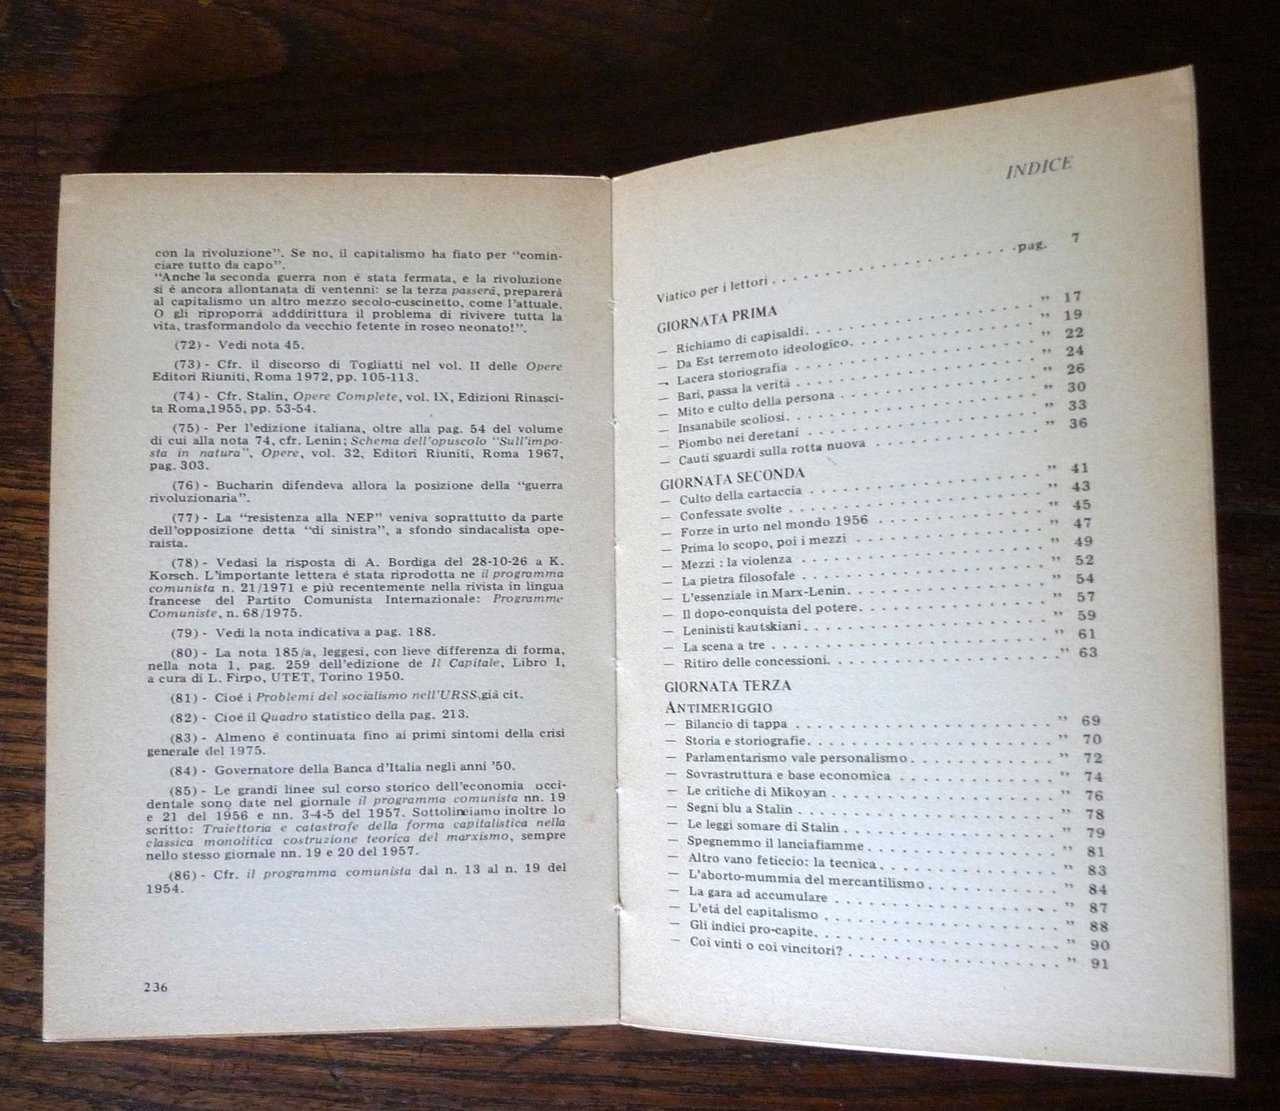 con la rivoluzione". Se no, il capitalismo ha fiato per "comin-
ciare tutto da capo".
"Anche la seconda guerra non é stata fermata, e la rivoluzione
si é ancora allontanata di ventenni: se la terza passerá, preparerá
al capitalismo un altro mezzo secolo-cuscinetto, come l'attuale.
O gli riproporrà adddirittura il problema di rivivere tutta la
vita, trasformandolo da vecchio fetente in roseo neonato!".
(72) - Vedi nota 45.
(73) - Cfr. il discorso di Togliatti nel vol. II delle Opere
Editori Riuniti, Roma 1972, pp. 105-113.
(74) - Cfr. Stalin, Opere Complete, vol. IX, Edizioni Rinasci-
ta Roma,1955, pp. 53-54.
(75) - Per l'edizione italiana, oltre alla pag. 54 del volume
di cui alla nota 74, cfr. Lenin; Schema dell'opuscolo "Sull'impo-
sta in natura", Opere, vol. 32, Editori Riuniti, Roma 1967,
pag. 303.
(76) - Bucharin difendeva allora la posizione della "guerra
rivoluzionaria".
(77) - La "resistenza alla NEP" veniva soprattutto da parte
dell'opposizione detta "di sinistra", a sfondo sindacalista ope-
raista.
(78) - Vedasi la risposta di A. Bordiga del 28-10-26 a K.
Korsch. L'importante lettera é stata riprodotta ne il programma
comunista n. 21/1971 e più recentemente nella rivista in lingua
francese del Partito Comunista Internazionale: Programme
Comuniste, n. 68/1975.
(79) - Vedi la nota indicativa a pag. 188.
(80) - La nota 185/a, leggesi, con lieve differenza di forma,
nella nota 1, pag. 259 dell'edizione de Il Capitale, Libro I,
a cura di L. Firpo, UTET, Torino 1950.
(81) - Cioé i Problemi del socialismo nell'URSS,già cit.
(82) - Cioé il Quadro statistico della pag. 213.
(83) - Almeno é continuata fino ai primi sintomi della crisi
generale del 1975.
(84) - Governatore della Banca d'Italia negli anni '50.
(85) - Le grandi linee sul corso storico dell'economia occi-
dentale sono date nel giornale il programma comunista nn. 19
e 21 del 1956 e nn. 3-4-5 del 1957. Sottolineiamo inoltre lo
scritto: Traiettoria e catastrofe della forma capitalistica nella
classica monolitica costruzione teorica del marxismo, sempre
nello stesso giornale nn. 19 e 20 del 1957.
(86) - Cfr. il programma comunista dal n. 13 al n. 19 del
1954.
236
INDICE
Viatico per i lettori . . . . . . . . . . . . . . . . . pag. 7
GIORNATA PRIMA
— Richiamo di capisaldi. . . . . . . . . . . . . . . " 17
— Da Est terremoto ideologico. . . . . . . . . . . . " 19
— Lacera storiografia . . . . . . . . . . . . . . . " 22
— Bari, passa la verità . . . . . . . . . . . . . . " 24
— Mito e culto della persona . . . . . . . . . . . . " 26
— Insanabile scoliosi. . . . . . . . . . . . . . . . " 30
— Piombo nei deretani . . . . . . . . . . . . . . . " 33
— Cauti sguardi sulla rotta nuova . . . . . . . . . " 36
GIORNATA SECONDA
— Culto della cartaccia . . . . . . . . . . . . . . " 41
— Confessate svolte . . . . . . . . . . . . . . . . " 43
— Forze in urto nel mondo 1956 . . . . . . . . . . . " 45
— Prima lo scopo, poi i mezzi . . . . . . . . . . . " 47
— Mezzi : la violenza . . . . . . . . . . . . . . . " 49
— La pietra filosofale . . . . . . . . . . . . . . . " 52
— L'essenziale in Marx-Lenin. . . . . . . . . . . . " 54
— Il dopo-conquista del potere. . . . . . . . . . . " 57
— Leninisti kautskiani . . . . . . . . . . . . . . . " 59
— La scena a tre . . . . . . . . . . . . . . . . . . " 61
— Ritiro delle concessioni. . . . . . . . . . . . . " 63
GIORNATA TERZA
ANTIMERIGGIO
— Bilancio di tappa . . . . . . . . . . . . . . . . " 69
— Storia e storiografie. . . . . . . . . . . . . . . " 70
— Parlamentarismo vale personalismo . . . . . . . . " 72
— Sovrastruttura e base economica . . . . . . . . . " 74
— Le critiche di Mikoyan . . . . . . . . . . . . . . " 76
— Segni blu a Stalin . . . . . . . . . . . . . . . . " 78
— Le leggi somare di Stalin . . . . . . . . . . . . " 79
— Spegnemmo il lanciafiamme . . . . . . . . . . . . " 81
— Altro vano feticcio: la tecnica . . . . . . . . . " 83
— L'aborto-mummia del mercantilismo . . . . . . . . " 84
— La gara ad accumulare . . . . . . . . . . . . . . " 87
— L'etá del capitalismo . . . . . . . . . . . . . . " 88
— Gli indici pro-capite. . . . . . . . . . . . . . . " 90
— Coi vinti o coi vincitori? . . . . . . . . . . . . " 91